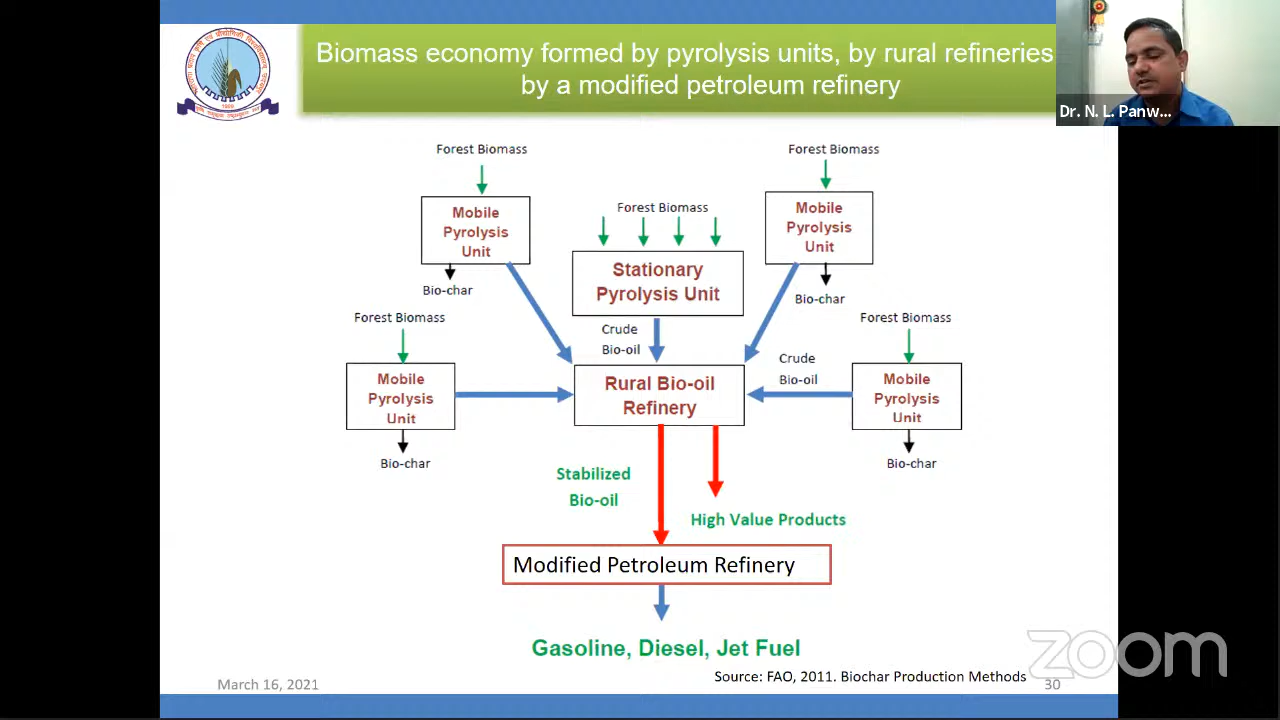 Biomass economy formed by pyrolysis units, by rural refineries
by a modified petroleum refinery
Dr. N. L. Panw...
Forest Biomass
Forest Biomass
Mobile
Pyrolysis
Unit
Forest Biomass
Mobile
Pyrolysis
Unit
Stationary
Pyrolysis Unit
Bio-char
Bio-char
Forest Biomass
Crude
Bio-oil
Forest Biomass
Crude
Bio-oil
Mobile
Pyrolysis
Unit
Rural Bio-oil
Refinery
Mobile
Pyrolysis
Unit
Bio-char
Bio-char
Stabilized
Bio-oil
High Value Products
Modified Petroleum Refinery
Gasoline, Diesel, Jet Fuel
zoom
Source: FAO, 2011. Biochar Production Methods
March 16, 2021
30